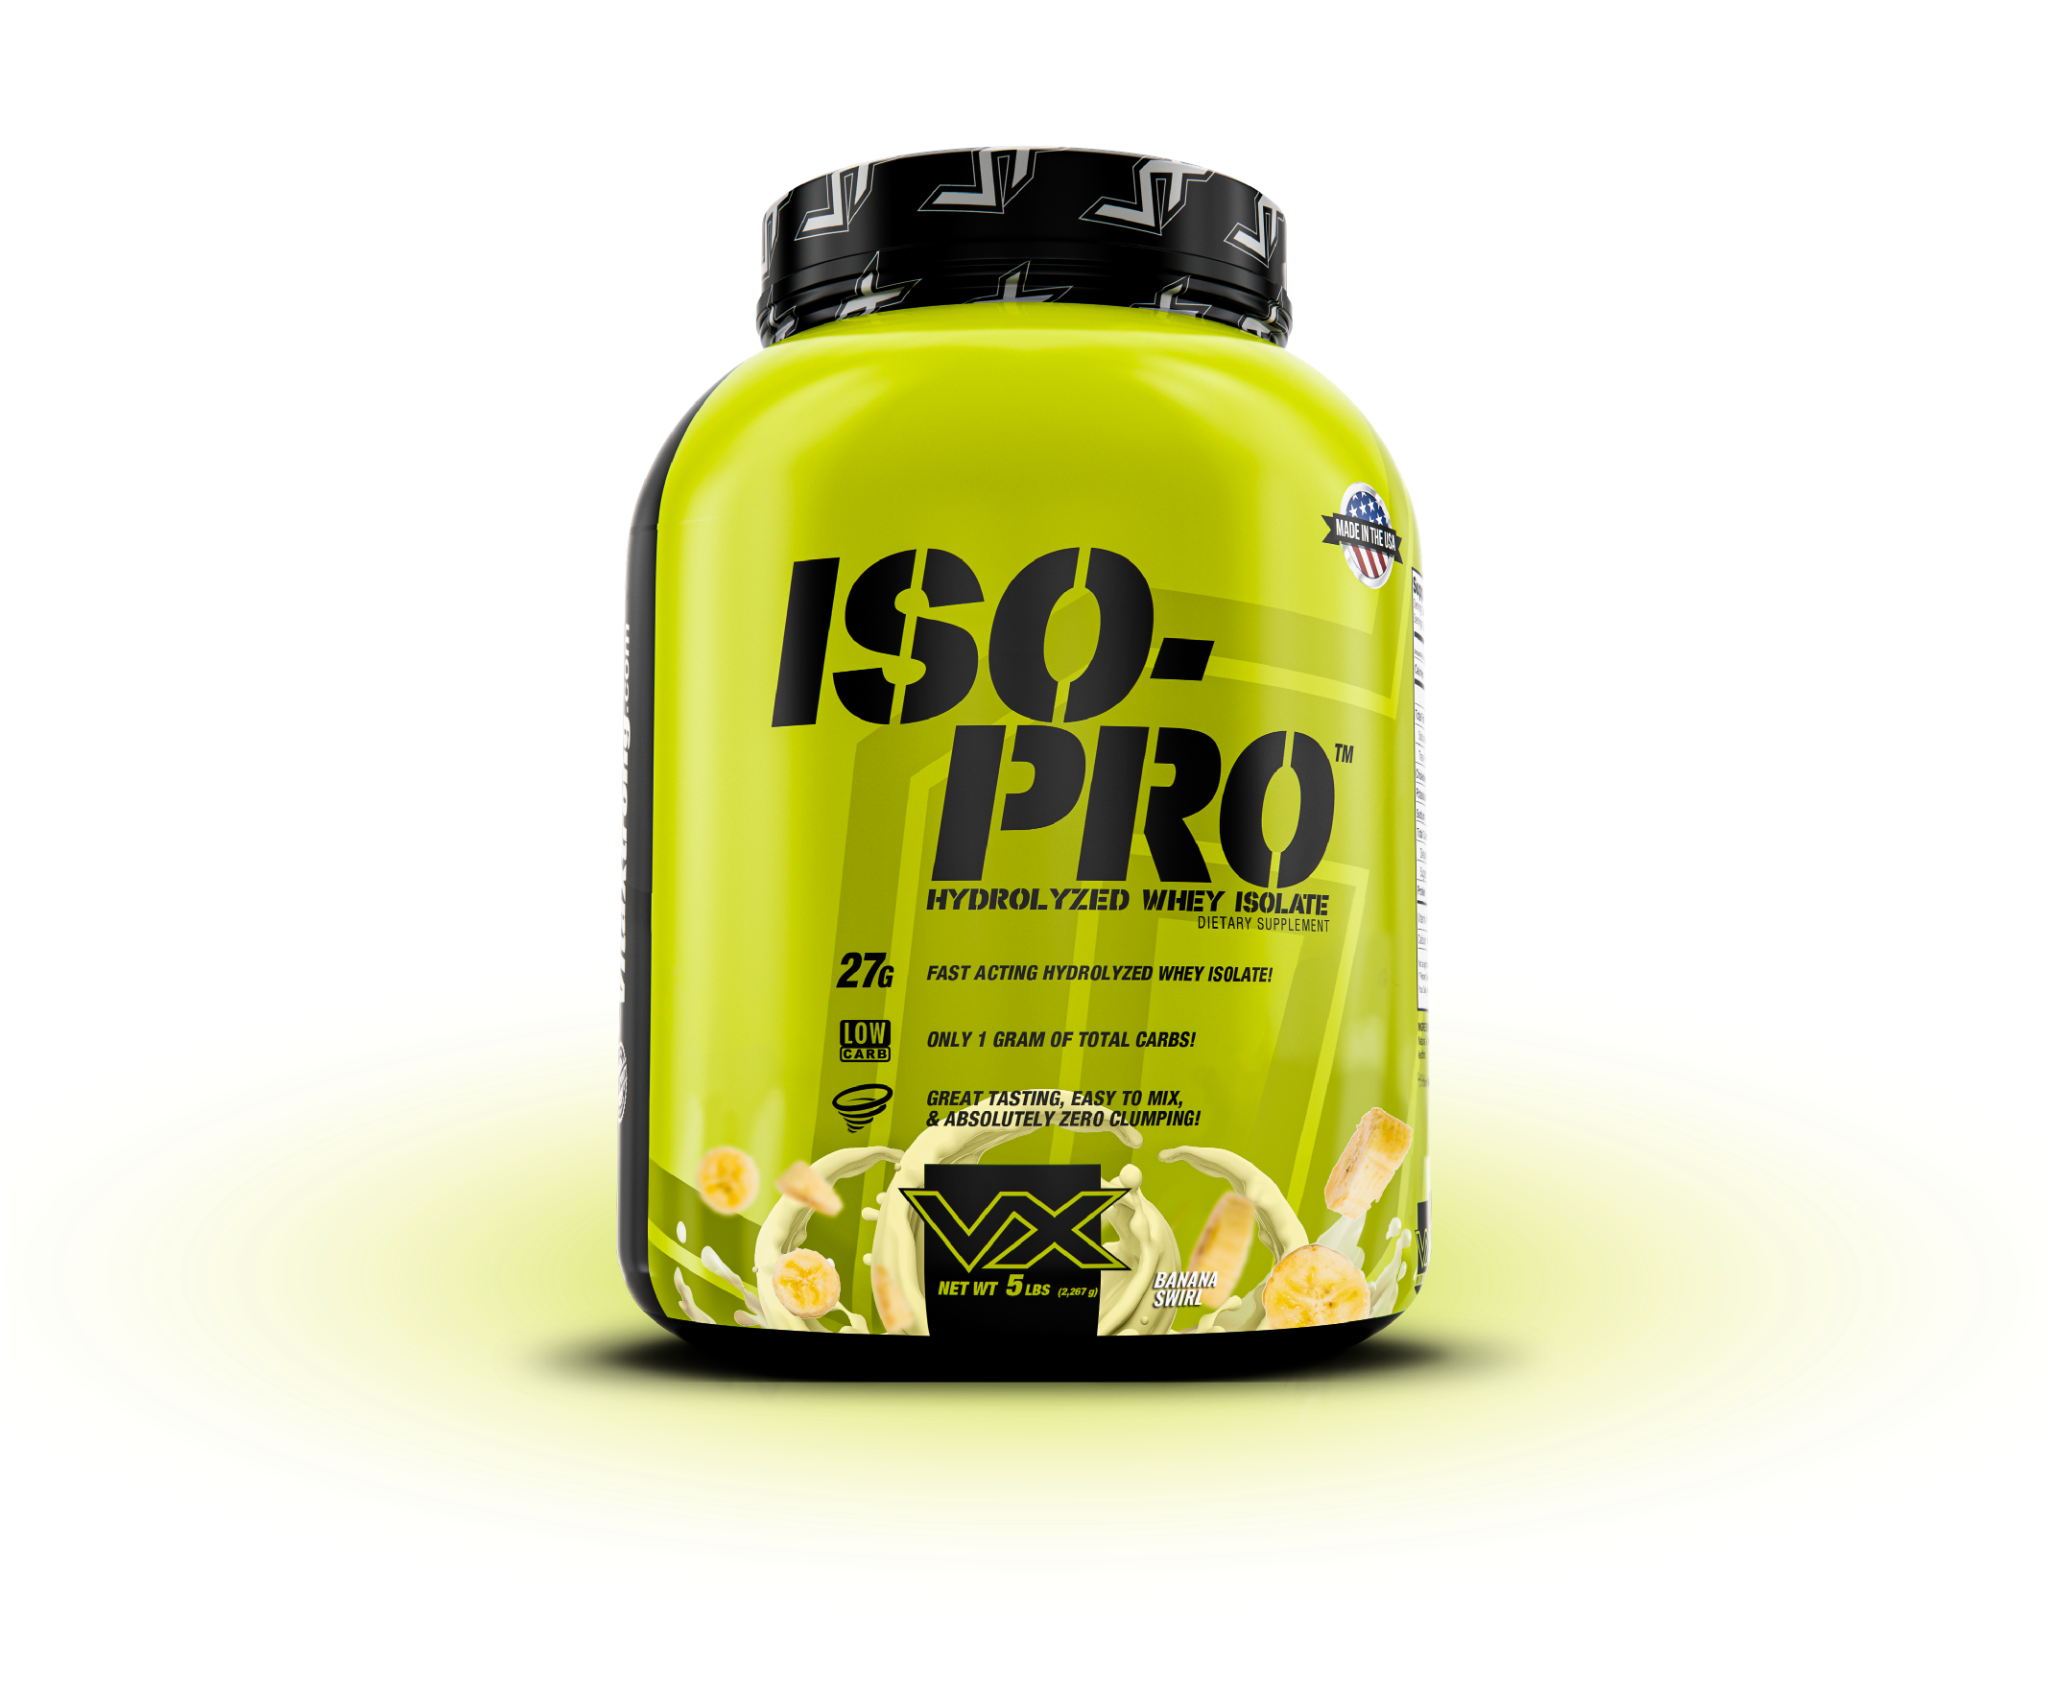 MADE IN THE USA
ISO-
PRO™
HYDROLYZED WHEY ISOLATE
DIETARY SUPPLEMENT
27G FAST ACTING HYDROLYZED WHEY ISOLATE!
LOW
CARB
ONLY 1 GRAM OF TOTAL CARBS!
GREAT TASTING, EASY TO MIX,
& ABSOLUTELY ZERO CLUMPING!
VX
NET WT 5 LBS (2,267 g)
BANANA
SWIRL